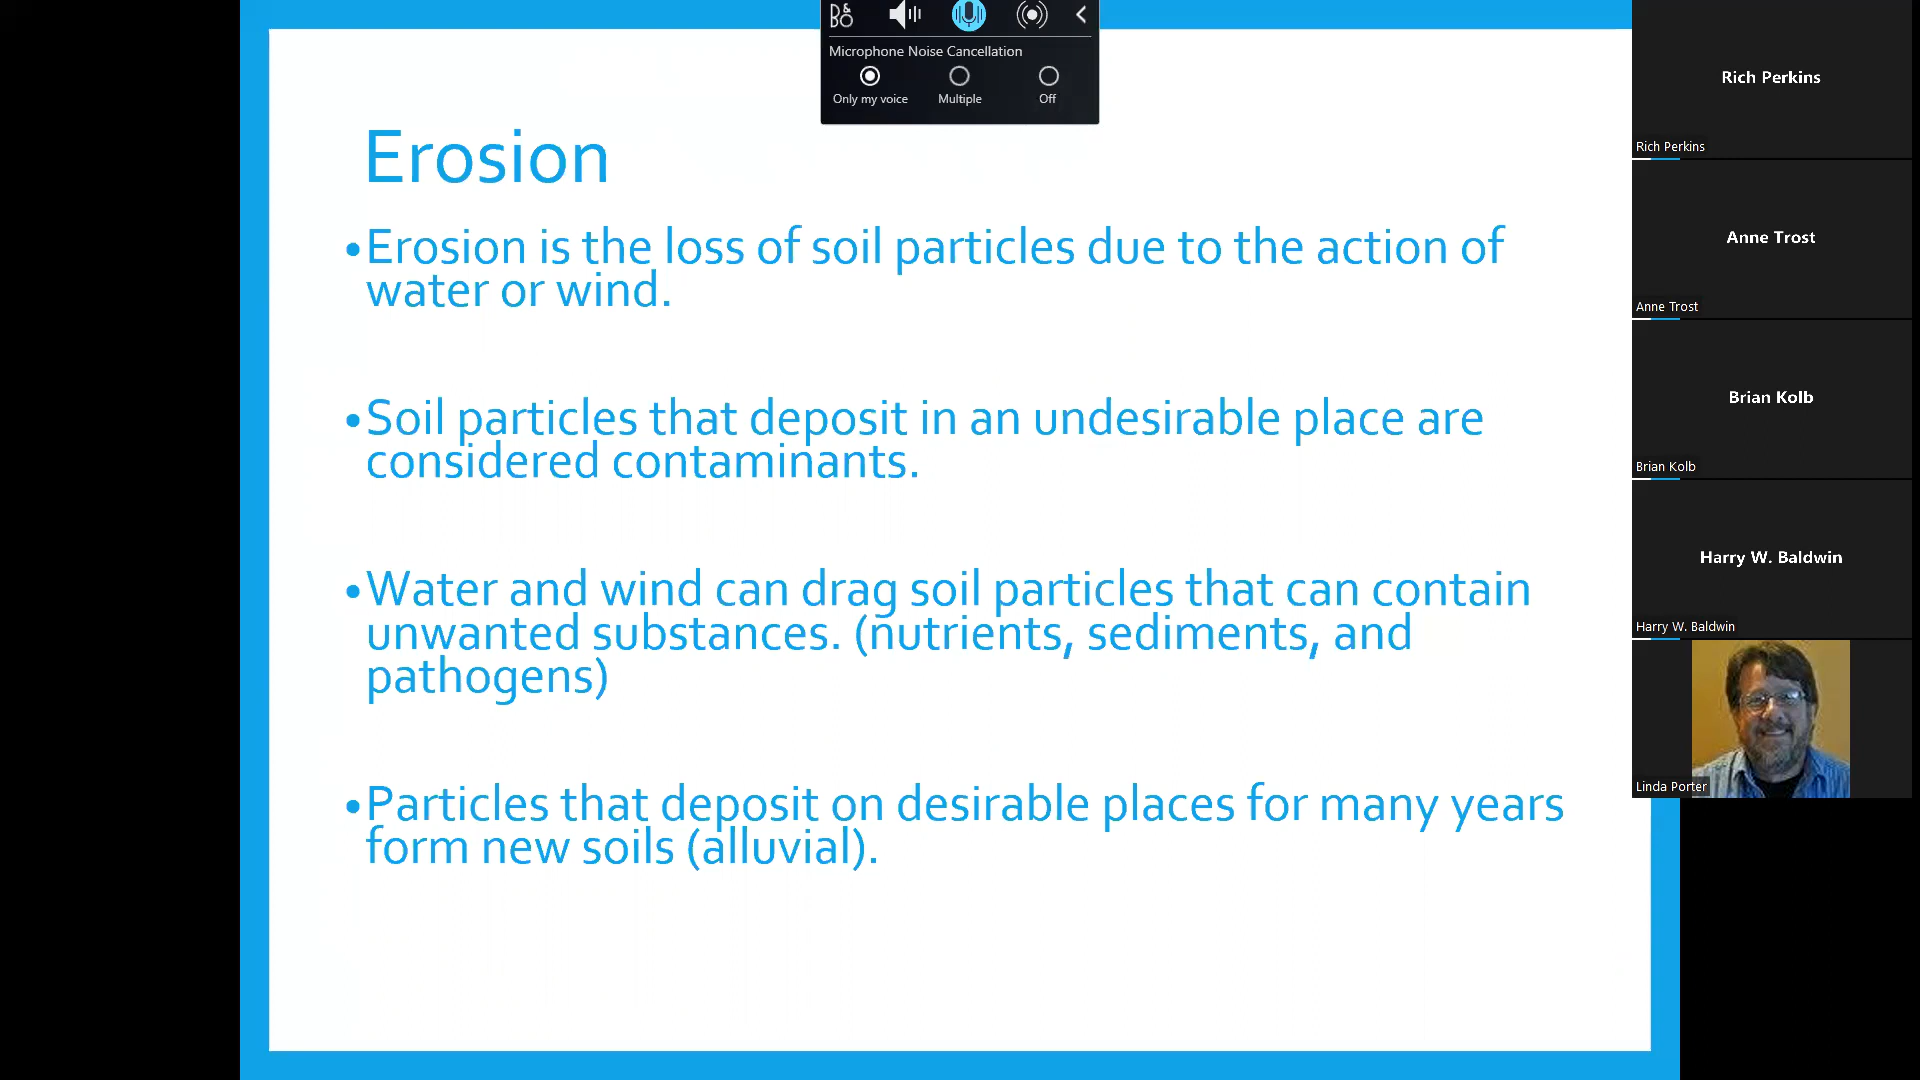 B&O
Microphone Noise Cancellation
Only my voice Multiple Off
Erosion
•Erosion is the loss of soil particles due to the action of
water or wind.
•Soil particles that deposit in an undesirable place are
considered contaminants.
•Water and wind can drag soil particles that can contain
unwanted substances. (nutrients, sediments, and
pathogens)
•Particles that deposit on desirable places for many years
form new soils (alluvial).
Rich Perkins
Rich Perkins
Anne Trost
Anne Trost
Brian Kolb
Brian Kolb
Harry W. Baldwin
Harry W. Baldwin
Linda Porter